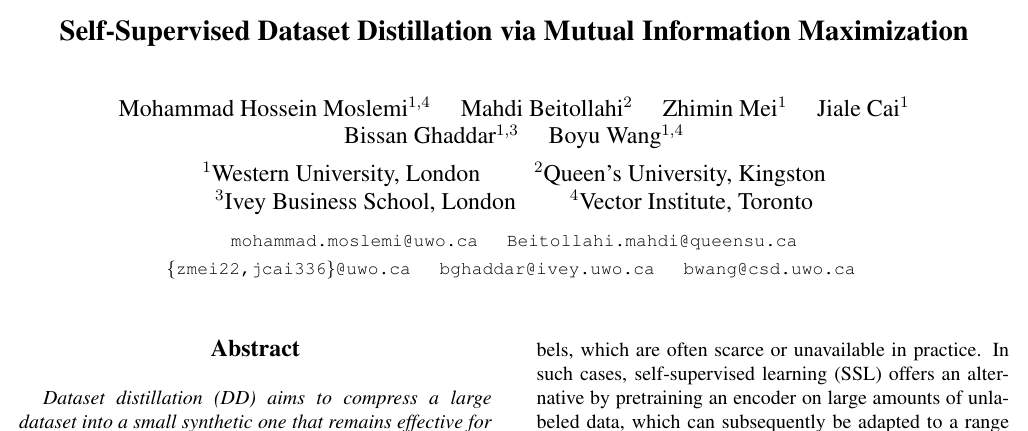 Self-Supervised Dataset Distillation via Mutual Information Maximization
Mohammad Hossein Moslemi1,4 Mahdi Beitollahi2 Zhimin Mei1 Jiale Cai1
Bissan Ghaddar1,3 Boyu Wang1,4
1Western University, London 2Queen's University, Kingston
3Ivey Business School, London 4Vector Institute, Toronto
mohammad.moslemi@uwo.ca Beitollahi.mahdi@queensu.ca
{zmei22,jcai336}@uwo.ca bghaddar@ivey.uwo.ca bwang@csd.uwo.ca
Abstract
Dataset distillation (DD) aims to compress a large
dataset into a small synthetic one that remains effective for
bels, which are often scarce or unavailable in practice. In
such cases, self-supervised learning (SSL) offers an alter-
native by pretraining an encoder on large amounts of unla-
beled data, which can subsequently be adapted to a range